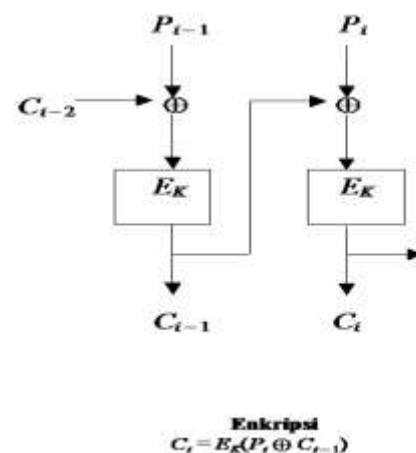 P_{i-1} P_i
C_{i-2} ⊕ ⊕
E_K E_K
C_{i-1} C_i
Enkripsi
C_i = E_K(P_i ⊕ C_{i-1})